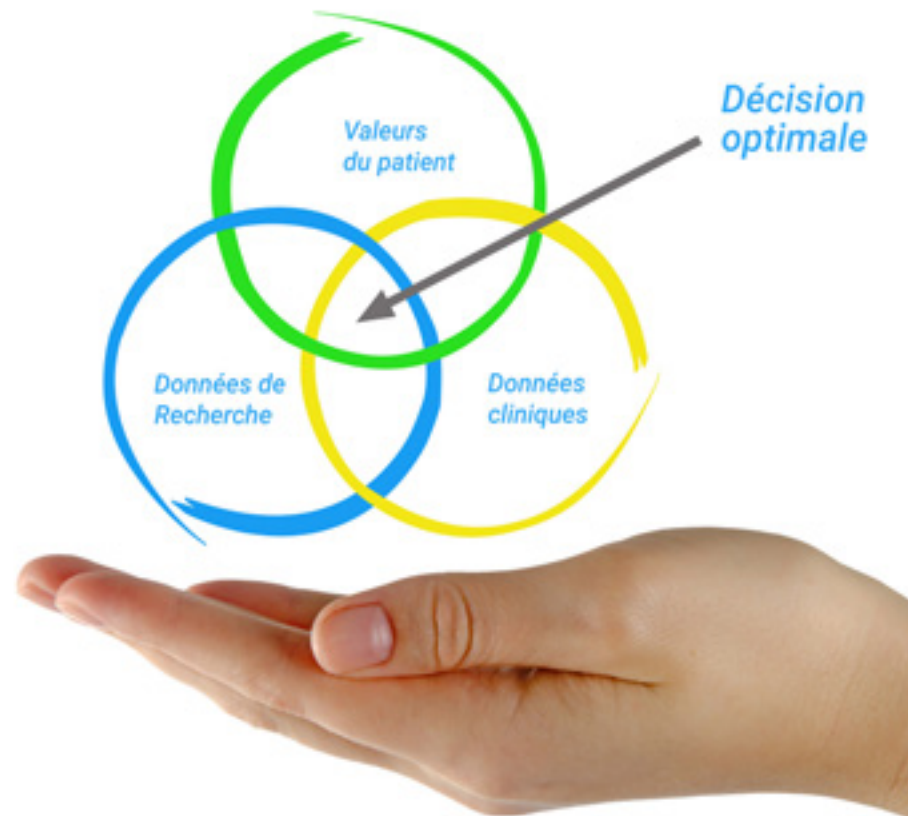 Valeurs
du patient
Décision
optimale
Données de
Recherche
Données
cliniques